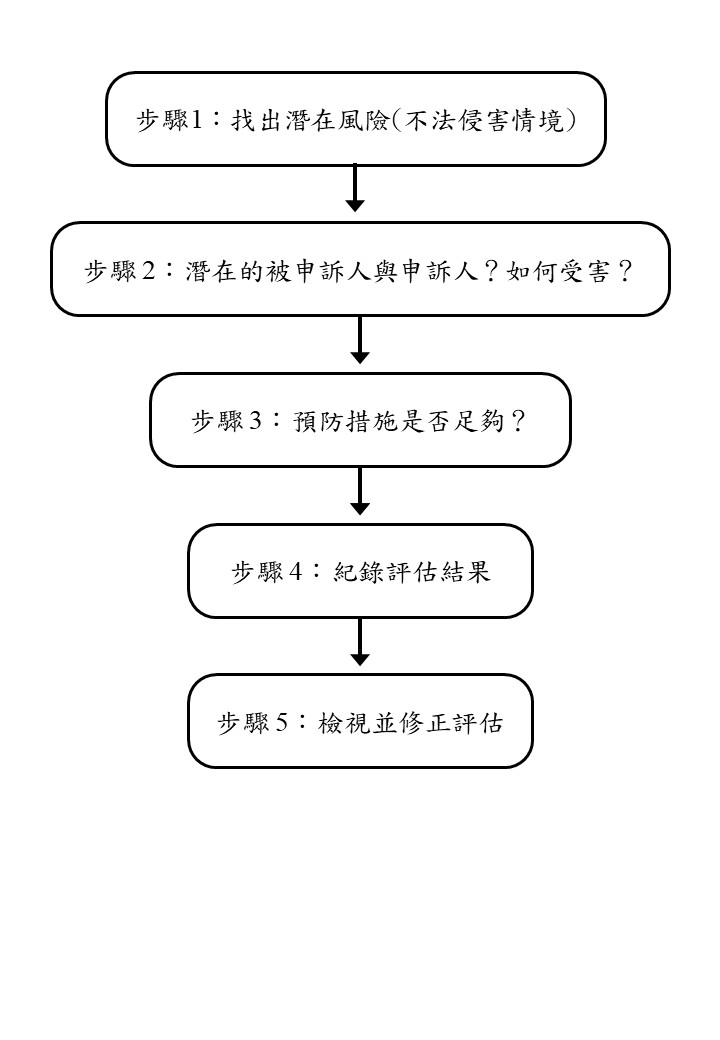 步驟1：找出潛在風險(不法侵害情境)
步驟2：潛在的被申訴人與申訴人？如何受害？
步驟3：預防措施是否足夠？
步驟4：紀錄評估結果
步驟5：檢視並修正評估